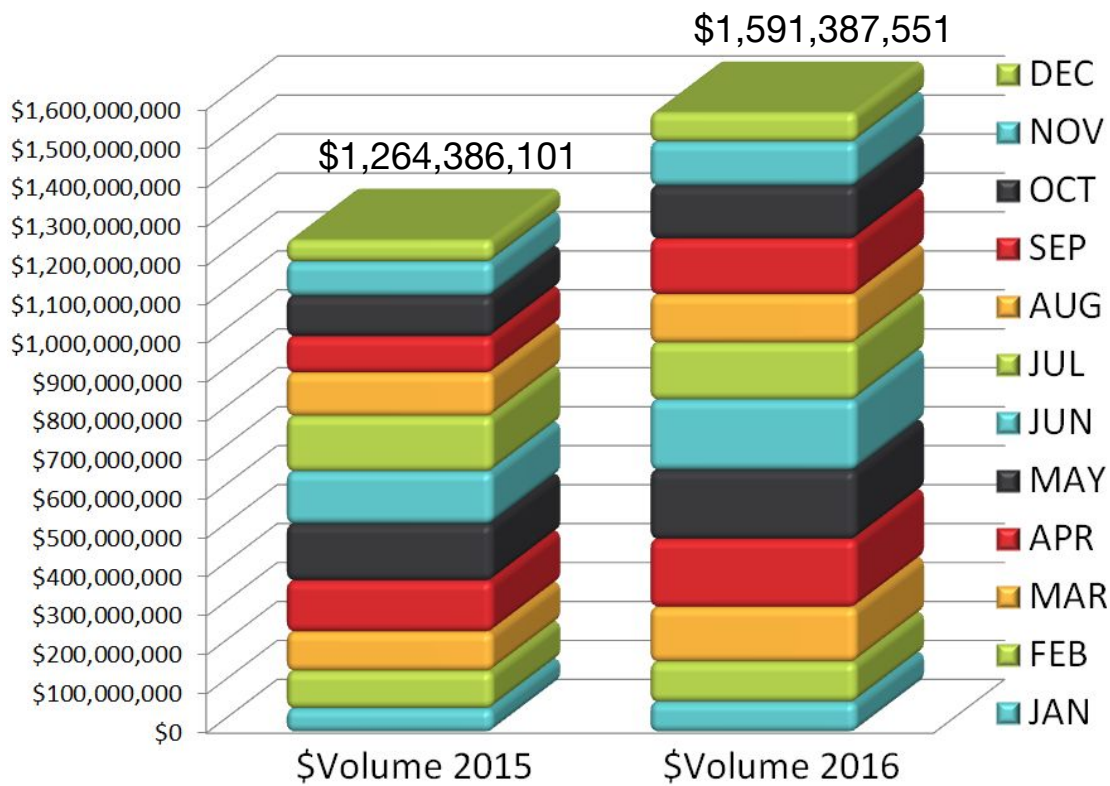 $1,591,387,551
$1,264,386,101
$1,600,000,000
$1,500,000,000
$1,400,000,000
$1,300,000,000
$1,200,000,000
$1,100,000,000
$1,000,000,000
$900,000,000
$800,000,000
$700,000,000
$600,000,000
$500,000,000
$400,000,000
$300,000,000
$200,000,000
$100,000,000
$0
$Volume 2015
$Volume 2016
DEC
NOV
OCT
SEP
AUG
JUL
JUN
MAY
APR
MAR
FEB
JAN